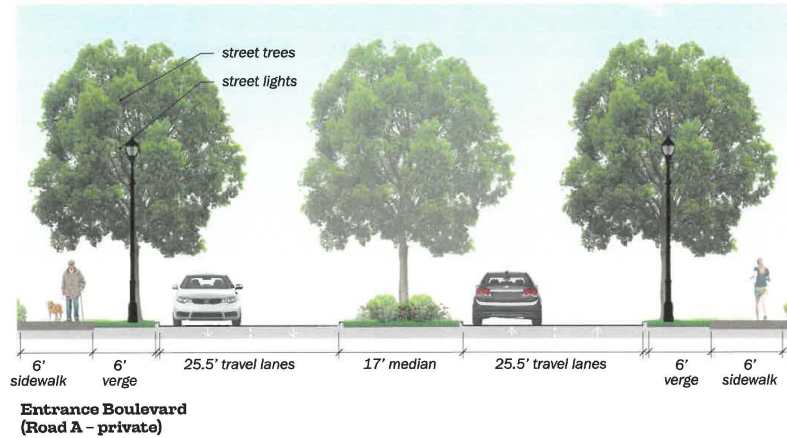 street trees
street lights
6'
sidewalk
6'
verge
25.5' travel lanes
17' median
25.5' travel lanes
6'
verge
6'
sidewalk
Entrance Boulevard
(Road A – private)